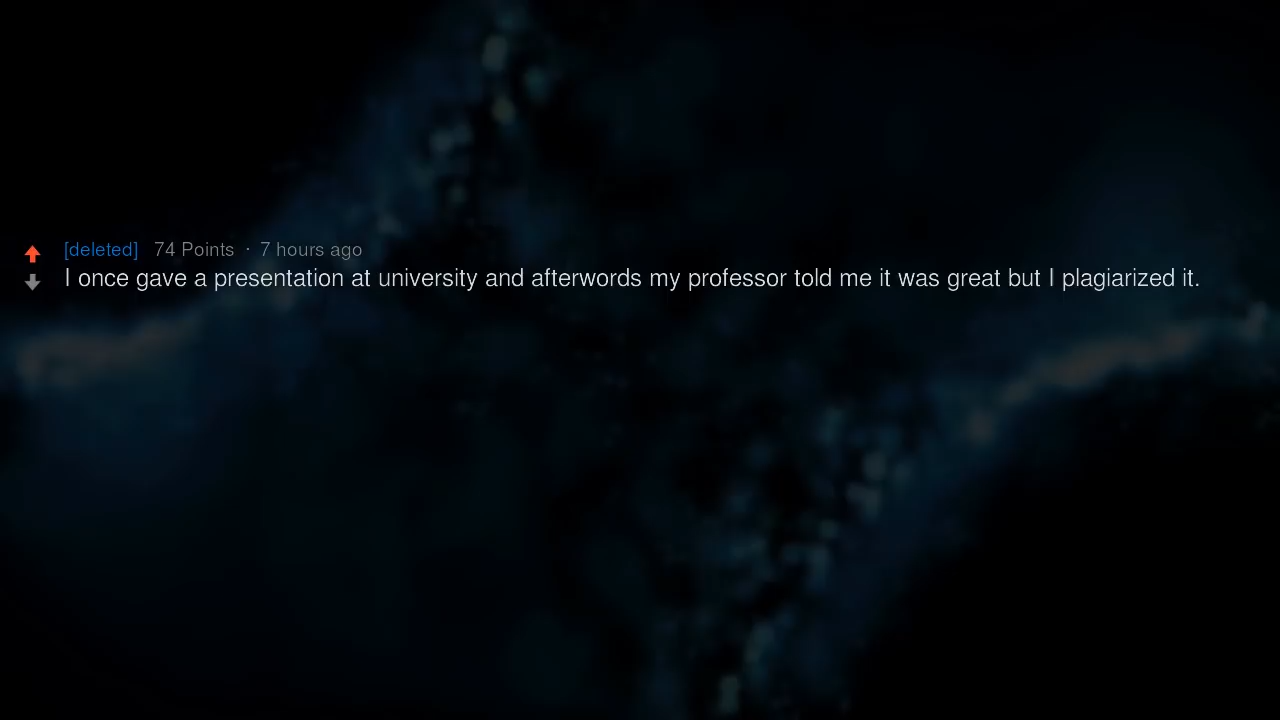 [deleted] 74 Points · 7 hours ago
I once gave a presentation at university and afterwords my professor told me it was great but I plagiarized it.